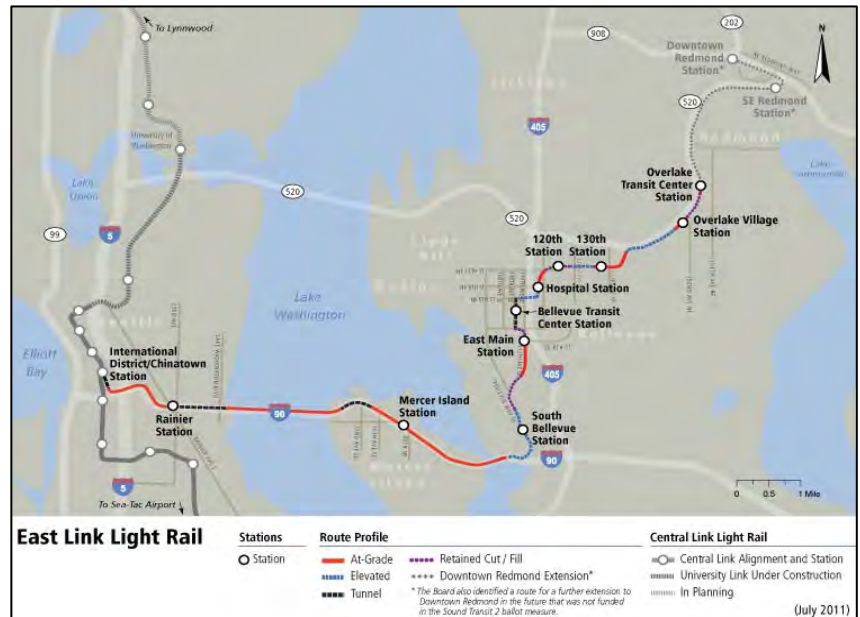 To Lynnwood
202
908
Downtown
Redmond
Station*
N
SE Redmond
Station*
520
Redmond
405
University of
Washington
Overlake
Transit Center
Station
Lake
Union
520
99
5
520
Overlake Village
Station
120th
Station
130th
Station
Hospital Station
Lake
Washington
Bellevue Transit
Center Station
Seattle
Elliott
Bay
International
District/Chinatown
Station
East Main
Station
405
Mercer Island
Station
90
Rainier
Station
South
Bellevue
Station
90
5
To Sea-Tac Airport
0 0.5 1 Mile
East Link Light Rail
Stations
Station
Route Profile
At-Grade
Elevated
Tunnel
Retained Cut / Fill
Downtown Redmond Extension*
* The Board also identified a route for a further extension to
Downtown Redmond in the future that was not funded
in the Sound Transit 2 ballot measure.
Central Link Light Rail
Central Link Alignment and Station
University Link Under Construction
In Planning
(July 2011)